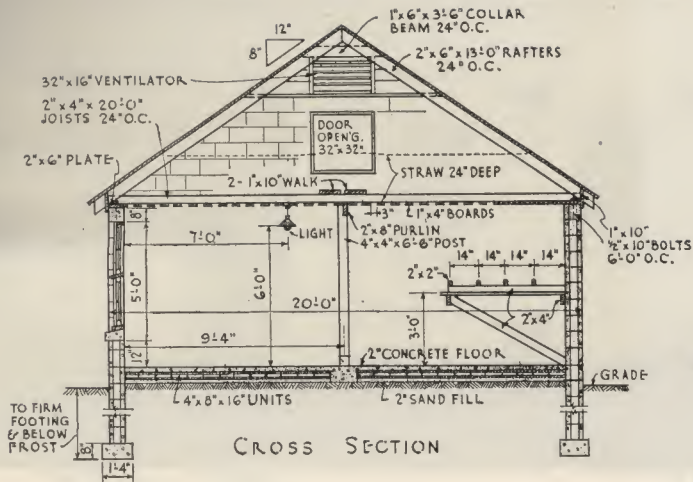 12"
8"
1"x6"x3'-6" COLLAR
BEAM 24" O.C.
2"x6"x13'-0" RAFTERS
24" O.C.
32"x16" VENTILATOR
2"x4"x20'-0"
JOISTS 24" O.C.
2"x6" PLATE
DOOR
OPEN'G.
32"x32"
STRAW 24" DEEP
2-1"x10" WALK
3"
1"x4" BOARDS
8"
7'-0"
LIGHT
2"x8" PURLIN
4"x4"x6'-8" POST
1"x10"
½"x10" BOLTS
6'-0" O.C.
14" 14" 14" 14"
2"x2"
2"x4"
5'-0"
6'-0"
20'-0"
3'-0"
9'-4"
12"
2" CONCRETE FLOOR
GRADE
4"x8"x16" UNITS
2" SAND FILL
TO FIRM
FOOTING
& BELOW
FROST
8"
1'-4"
CROSS SECTION